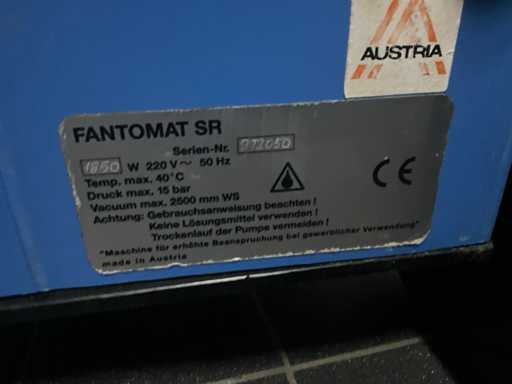 AUSTRIA
FANTOMAT SR
Serien-Nr.
1850 W 220 V ~ 50 Hz
Temp. max. 40°C
Druck max. 15 bar
Vacuum max. 2500 mm WS
Achtung: Gebrauchsanweisung beachten !
Keine Lösungsmittel verwenden !
Trockenlauf der Pumpe vermeiden !
"Maschine für erhöhte Beanspruchung bei gewerblicher Verwendung"
made in Austria
CE